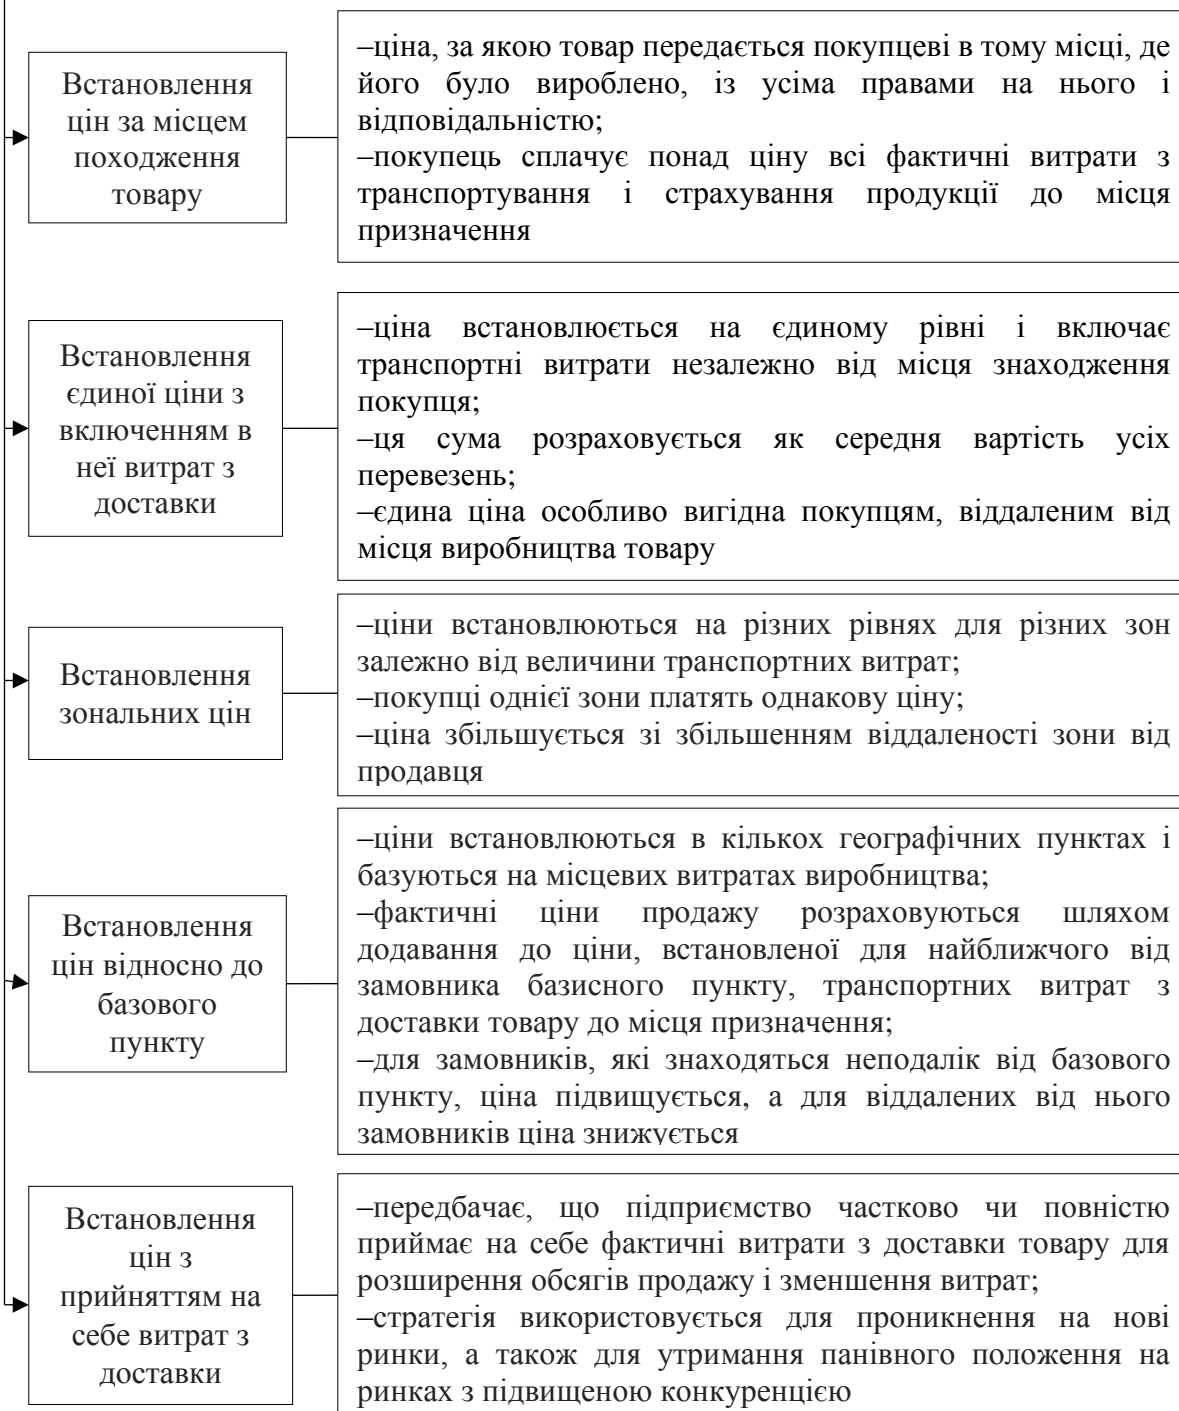 Встановлення
цін за місцем
походження
товару
–ціна, за якою товар передається покупцеві в тому місці, де
його було вироблено, із усіма правами на нього і
відповідальністю;
–покупець сплачує понад ціну всі фактичні витрати з
транспортування і страхування продукції до місця
призначення
Встановлення
єдиної ціни з
включенням в
неї витрат з
доставки
–ціна встановлюється на єдиному рівні і включає
транспортні витрати незалежно від місця знаходження
покупця;
–ця сума розраховується як середня вартість усіх
перевезень;
–єдина ціна особливо вигідна покупцям, віддаленим від
місця виробництва товару
Встановлення
зональних цін
–ціни встановлюються на різних рівнях для різних зон
залежно від величини транспортних витрат;
–покупці однієї зони платять однакову ціну;
–ціна збільшується зі збільшенням віддаленості зони від
продавця
Встановлення
цін відносно до
базового
пункту
–ціни встановлюються в кількох географічних пунктах і
базуються на місцевих витратах виробництва;
–фактичні ціни продажу розраховуються шляхом
додавання до ціни, встановленої для найближчого від
замовника базисного пункту, транспортних витрат з
доставки товару до місця призначення;
–для замовників, які знаходяться неподалік від базового
пункту, ціна підвищується, а для віддалених від нього
замовників ціна знижується
Встановлення
цін з
прийняттям на
себе витрат з
доставки
–передбачає, що підприємство частково чи повністю
приймає на себе фактичні витрати з доставки товару для
розширення обсягів продажу і зменшення витрат;
–стратегія використовується для проникнення на нові
ринки, а також для утримання панівного положення на
ринках з підвищеною конкуренцією